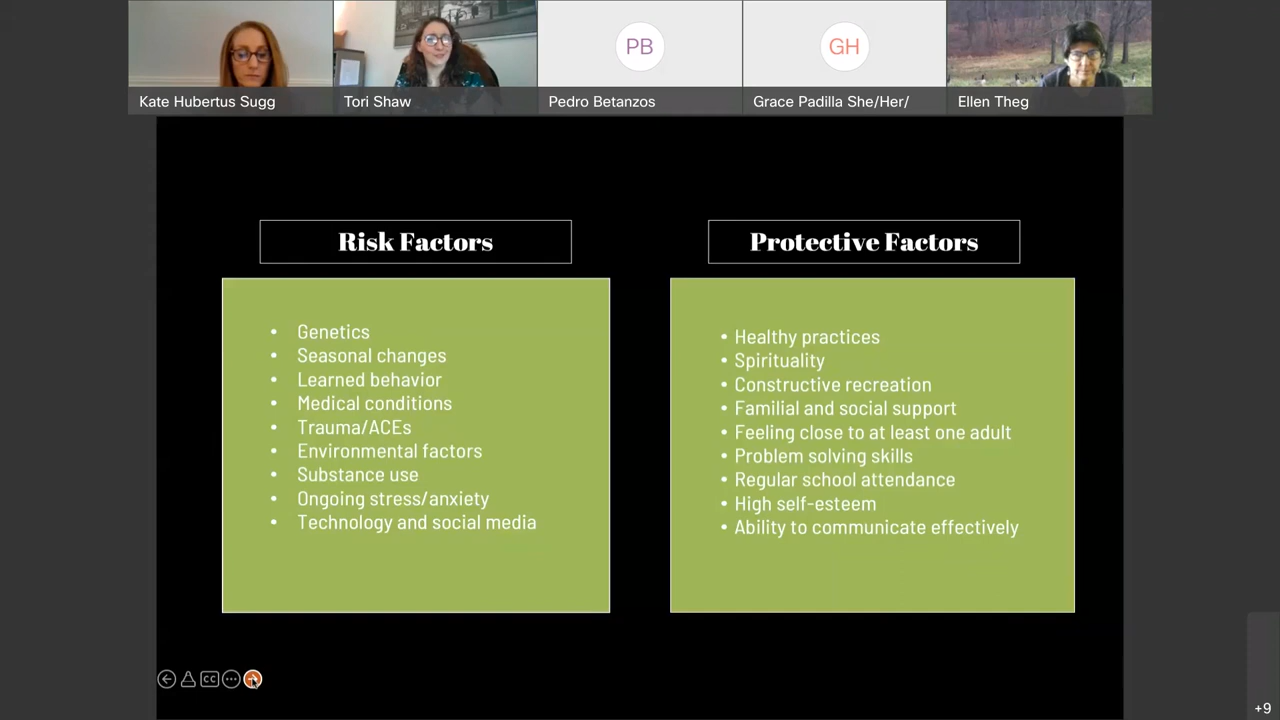 PB
GH
Kate Hubertus Sugg
Tori Shaw
Pedro Betanzos
Grace Padilla She/Her/
Ellen Theg
Risk Factors
• Genetics
• Seasonal changes
• Learned behavior
• Medical conditions
• Trauma/ACEs
• Environmental factors
• Substance use
• Ongoing stress/anxiety
• Technology and social media
Protective Factors
• Healthy practices
• Spirituality
• Constructive recreation
• Familial and social support
• Feeling close to at least one adult
• Problem solving skills
• Regular school attendance
• High self-esteem
• Ability to communicate effectively
CC
+9